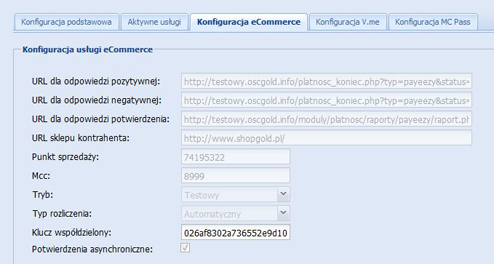 Konfiguracja podstawowa Aktywne usługi Konfiguracja eCommerce Konfiguracja V.me Konfiguracja MC Pass
Konfiguracja usługi eCommerce
URL dla odpowiedzi pozytywnej: http://testowy.oscgold.info/platnosc_koniec.php?typ=payeezy&status=
URL dla odpowiedzi negatywnej: http://testowy.oscgold.info/platnosc_koniec.php?typ=payeezy&status=
URL dla odpowiedzi potwierdzenia: http://testowy.oscgold.info/moduly/platnosc/raporty/payeezy/raport.ph
URL sklepu kontrahenta: http://www.shopgold.pl/
Punkt sprzedaży: 74195322
Mcc: 8999
Tryb: Testowy
Typ rozliczenia: Automatyczny
Klucz współdzielony: 026af8302a736552e9d10
Potwierdzenia asynchroniczne: